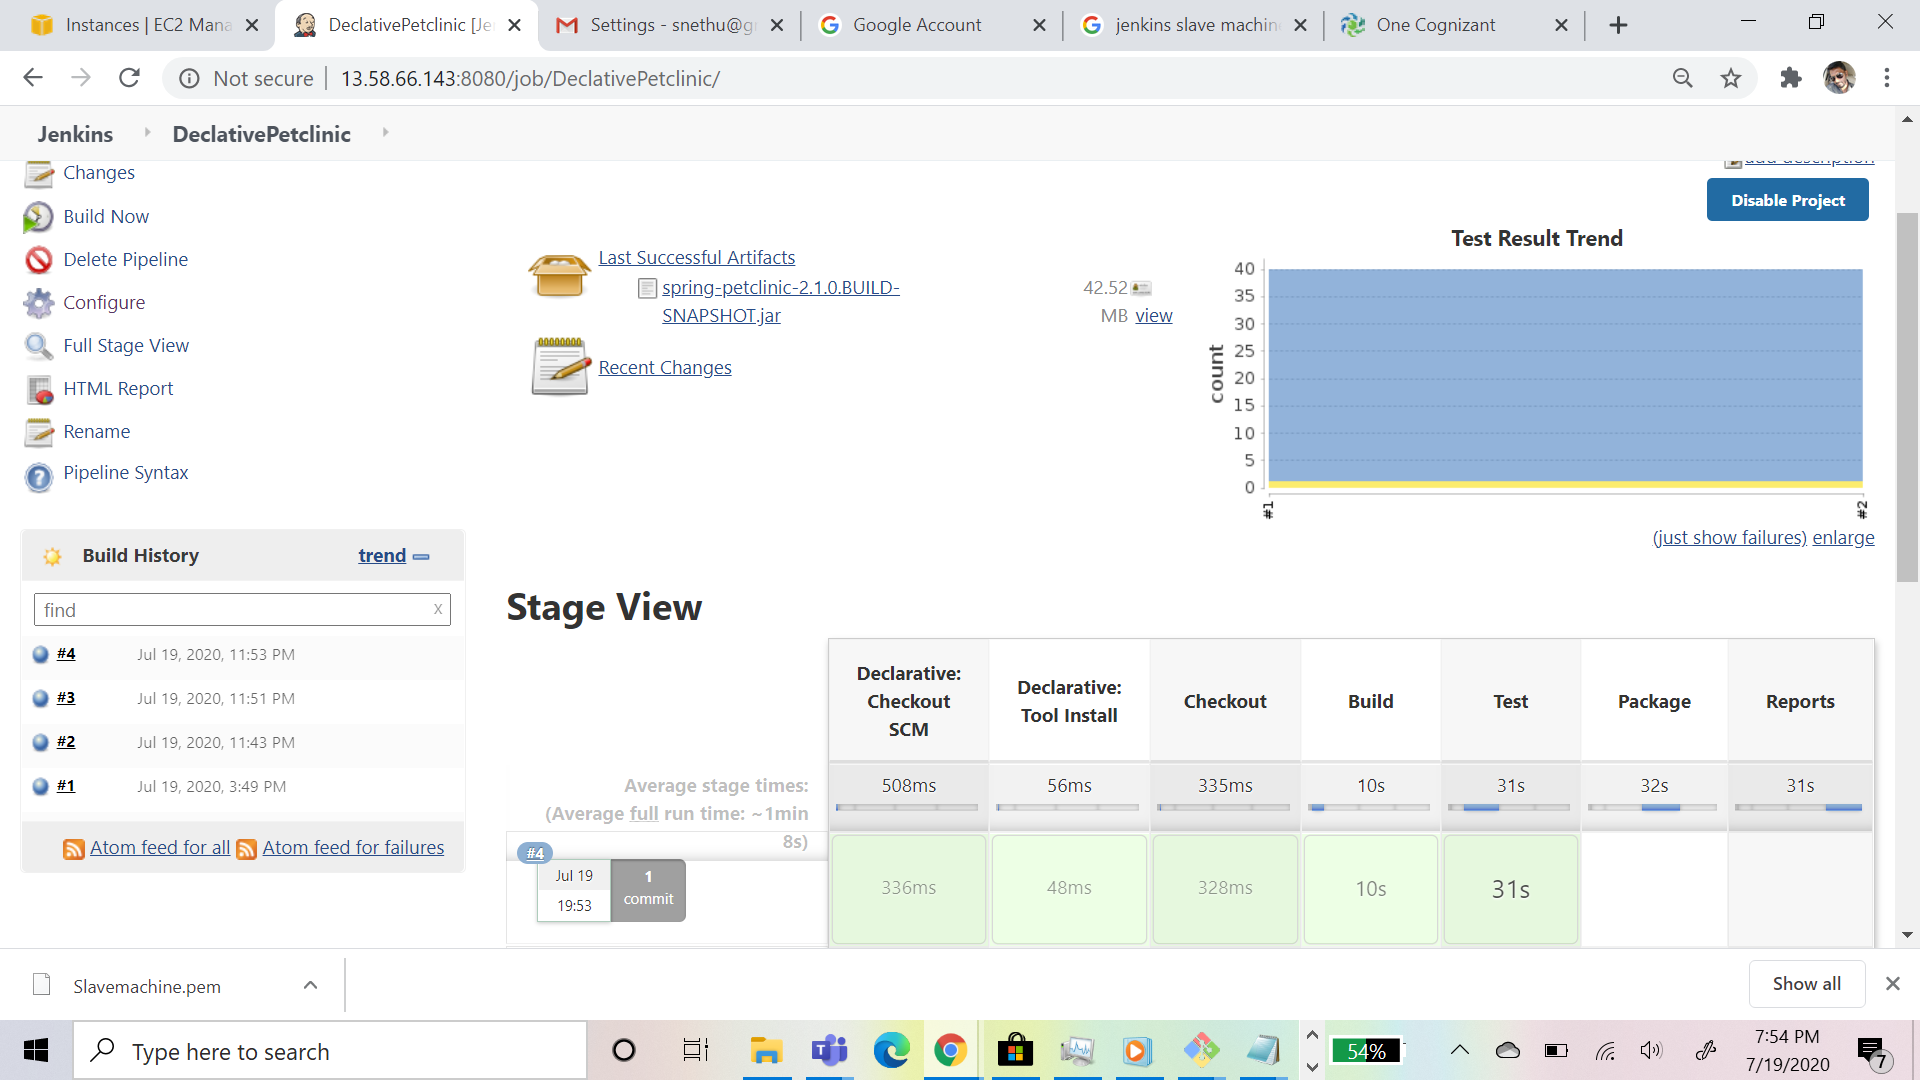 Instances | EC2 Mana
DeclativePetclinic [Je
Settings - snethu@g
Google Account
jenkins slave machin
One Cognizant
Not secure
13.58.66.143:8080/job/DeclativePetclinic/
Jenkins
DeclativePetclinic
add description
Changes
Build Now
Delete Pipeline
Configure
Full Stage View
HTML Report
Rename
Pipeline Syntax
Disable Project
Last Successful Artifacts
spring-petclinic-2.1.0.BUILD-
SNAPSHOT.jar
42.52
MB view
Recent Changes
Test Result Trend
count
40
35
30
25
20
15
10
5
0
#1
#2
(just show failures) enlarge
Build History
trend
find
x
#4 Jul 19, 2020, 11:53 PM
#3 Jul 19, 2020, 11:51 PM
#2 Jul 19, 2020, 11:43 PM
#1 Jul 19, 2020, 3:49 PM
Atom feed for all Atom feed for failures
Stage View
Declarative:
Checkout
SCM
Declarative:
Tool Install
Checkout
Build
Test
Package
Reports
Average stage times:
(Average full run time: ~1min
8s)
508ms
56ms
335ms
10s
31s
32s
31s
#4
Jul 19
19:53
1
commit
336ms
48ms
328ms
10s
31s
Slavemachine.pem
Show all
Type here to search
54%
7:54 PM
7/19/2020
7